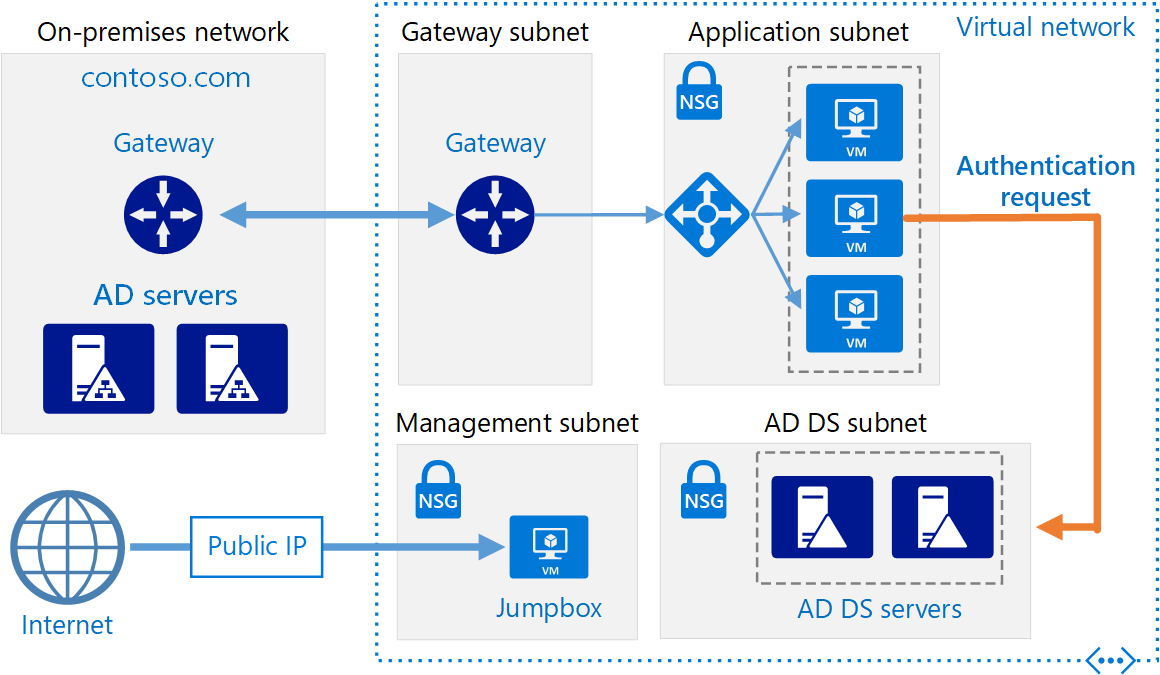 On-premises network
contoso.com
Gateway
AD servers
Gateway subnet
Gateway
Application subnet
NSG
VM
VM
VM
Virtual network
Authentication
request
Management subnet
NSG
VM
Jumpbox
AD DS subnet
NSG
AD DS servers
Public IP
Internet